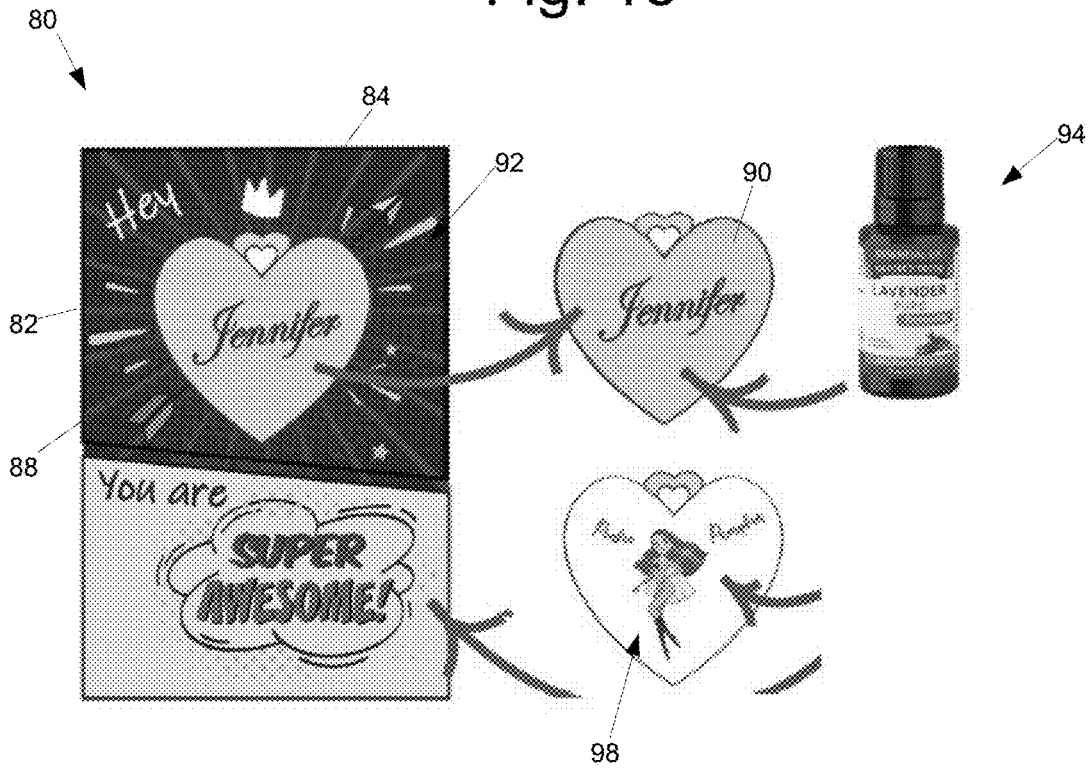 80
84
92
94
90
Hey
Jennifer
Jennifer
LAVENDER
82
88
You are
SUPER
AWESOME!
98